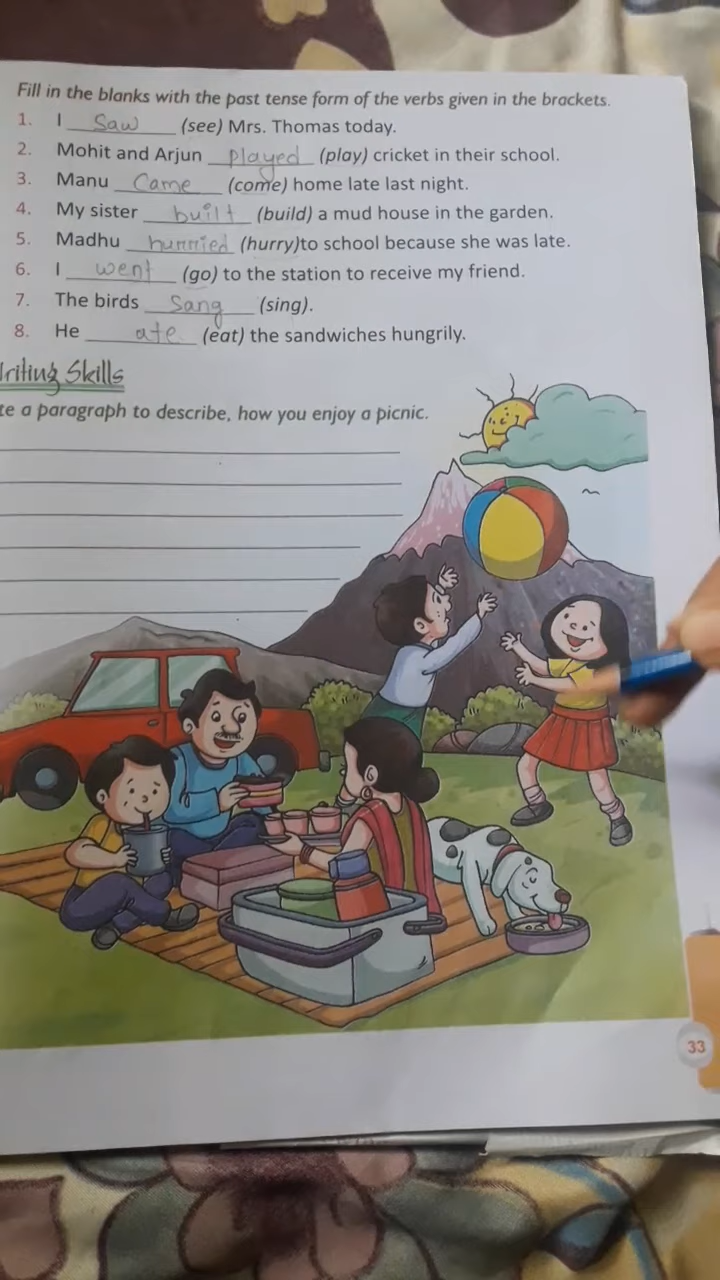 Fill in the blanks with the past tense form of the verbs given in the brackets.
1. I Saw (see) Mrs. Thomas today.
2. Mohit and Arjun played (play) cricket in their school.
3. Manu Came (come) home late last night.
4. My sister built (build) a mud house in the garden.
5. Madhu hurried (hurry)to school because she was late.
6. I went (go) to the station to receive my friend.
7. The birds Sang (sing).
8. He ate (eat) the sandwiches hungrily.
riting Skills
te a paragraph to describe, how you enjoy a picnic.
33